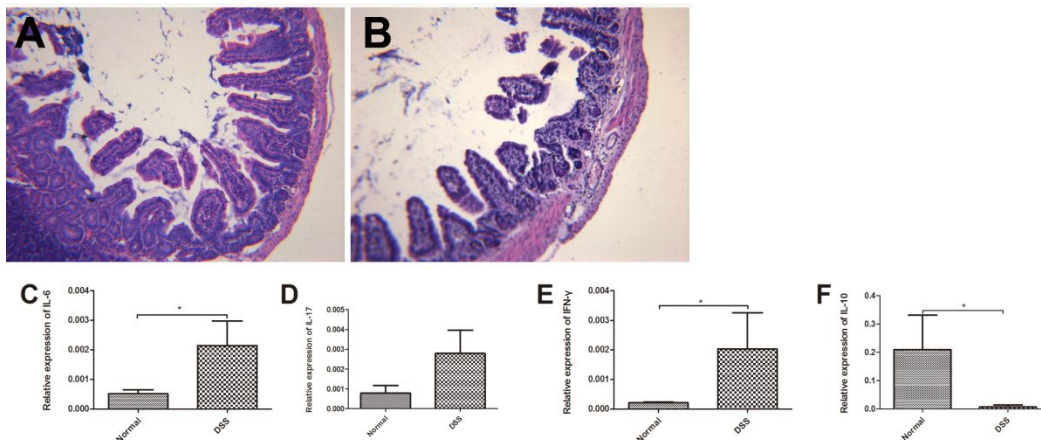 A
B
C
Relative expression of IL-6
0.004
0.003
0.002
0.001
0.000
*
Normal
DSS
D
Relative expression of IL-17
0.005
0.004
0.003
0.002
0.001
0.000
Normal
DSS
E
Relative expression of IFN-γ
0.004
0.003
0.002
0.001
0.000
*
Normal
DSS
F
Relative expression of IL-10
0.4
0.3
0.2
0.1
0.0
*
Normal
DSS